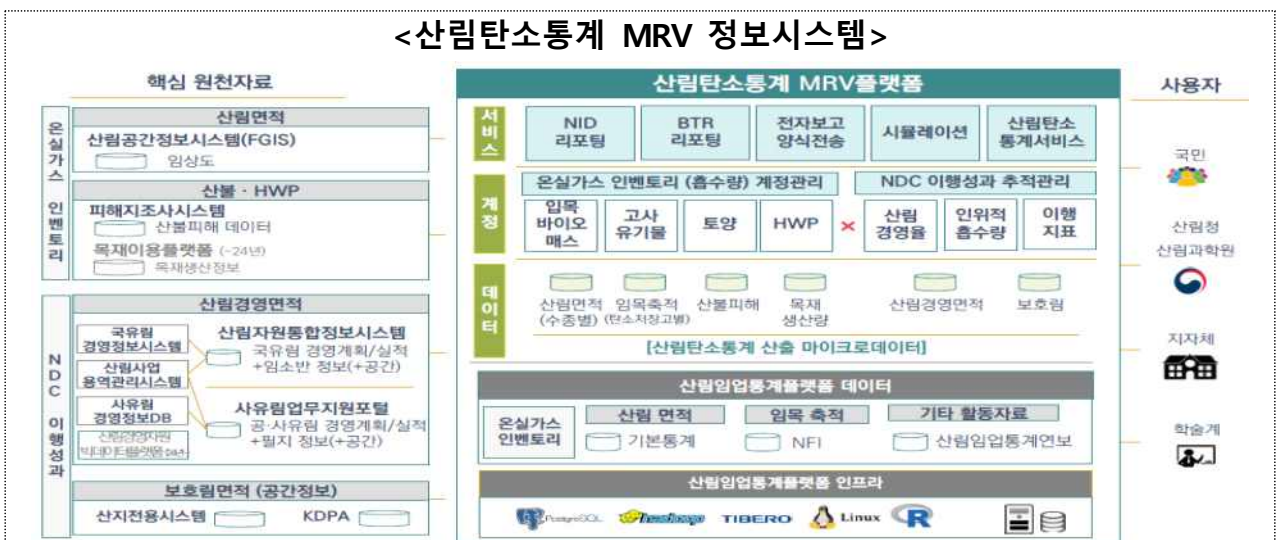 <산림탄소통계 MRV 정보시스템>
핵심 원천자료
온실가스 인벤토리
산림면적
산림공간정보시스템(FGIS)
임상도
산불 · HWP
피해지조사시스템
산불피해 데이터
목재이용플랫폼 (~24년)
목재생산정보
NDC 이행성과
산림경영면적
국유림
경영정보시스템
산림사업
용역관리시스템
사유림
경영정보DB
산림경영자원
산림자원통합정보시스템
국유림 경영계획/실적
+임소반 정보(+공간)
사유림업무지원포털
공·사유림 경영계획/실적
+필지 정보(+공간)
보호림면적 (공간정보)
산지전용시스템
KDPA
산림탄소통계 MRV플랫폼
서비스
NID
리포팅
BTR
리포팅
전자보고
양식전송
시뮬레이션
산림탄소
통계서비스
계정
온실가스 인벤토리 (흡수량) 계정관리
NDC 이행성과 추적관리
입목
바이오
매스
고사
유기물
토양
HWP
×
산림
경영율
인위적
흡수량
이행
지표
데이터
산림면적
(수종별)
임목축적
(탄소저장고별)
산불피해
목재
생산량
산림경영면적
보호림
[산림탄소통계 산출 마이크로데이터]
산림임업통계플랫폼 데이터
온실가스
인벤토리
산림 면적
기본통계
임목 축적
NFI
기타 활동자료
산림임업통계연보
산림임업통계플랫폼 인프라
PostgreSQL
hadoop
TIBERO
Linux
R
사용자
국민
산림청
산림과학원
지자체
학술계